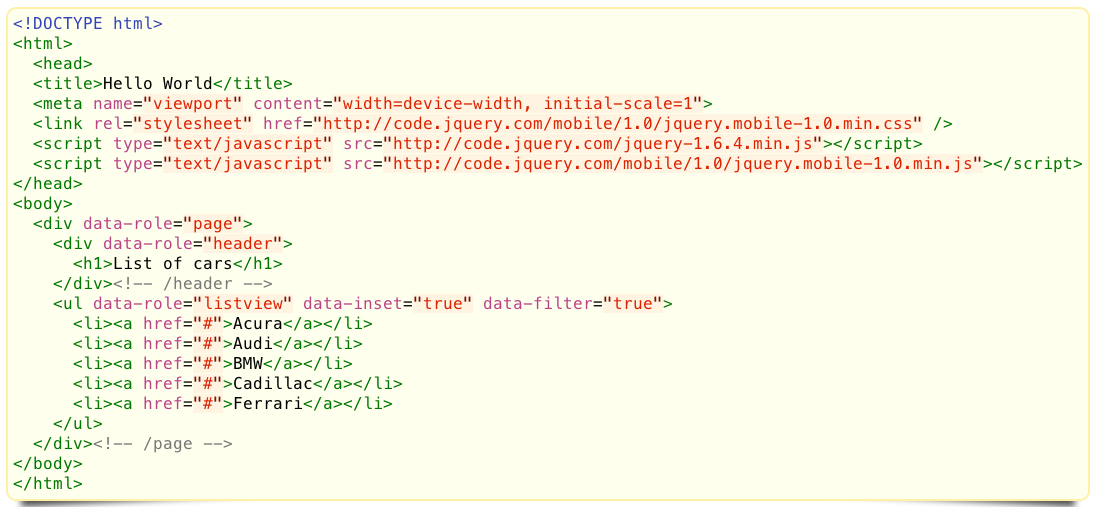 <!DOCTYPE html>
<html>
  <head>
  <title>Hello World</title>
  <meta name="viewport" content="width=device-width, initial-scale=1">
  <link rel="stylesheet" href="http://code.jquery.com/mobile/1.0/jquery.mobile-1.0.min.css" />
  <script type="text/javascript" src="http://code.jquery.com/jquery-1.6.4.min.js"></script>
  <script type="text/javascript" src="http://code.jquery.com/mobile/1.0/jquery.mobile-1.0.min.js"></script>
</head>
<body>
  <div data-role="page">
    <div data-role="header">
      <h1>List of cars</h1>
    </div><!-- /header -->
    <ul data-role="listview" data-inset="true" data-filter="true">
      <li><a href="#">Acura</a></li>
      <li><a href="#">Audi</a></li>
      <li><a href="#">BMW</a></li>
      <li><a href="#">Cadillac</a></li>
      <li><a href="#">Ferrari</a></li>
    </ul>
  </div><!-- /page -->
</body>
</html>